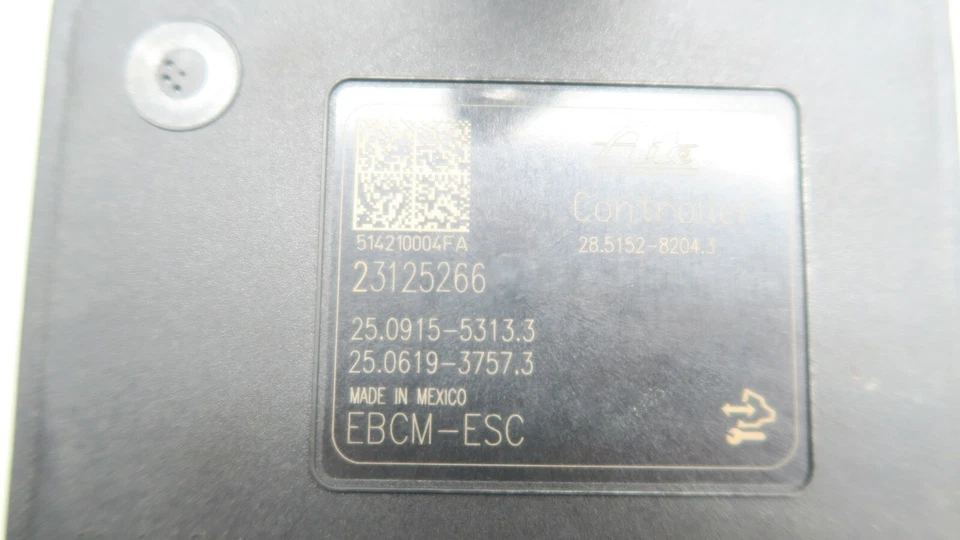 Ate
Controller
514210004FA
28.5152-8204.3
23125266
25.0915-5313.3
25.0619-3757.3
MADE IN MEXICO
EBCM-ESC